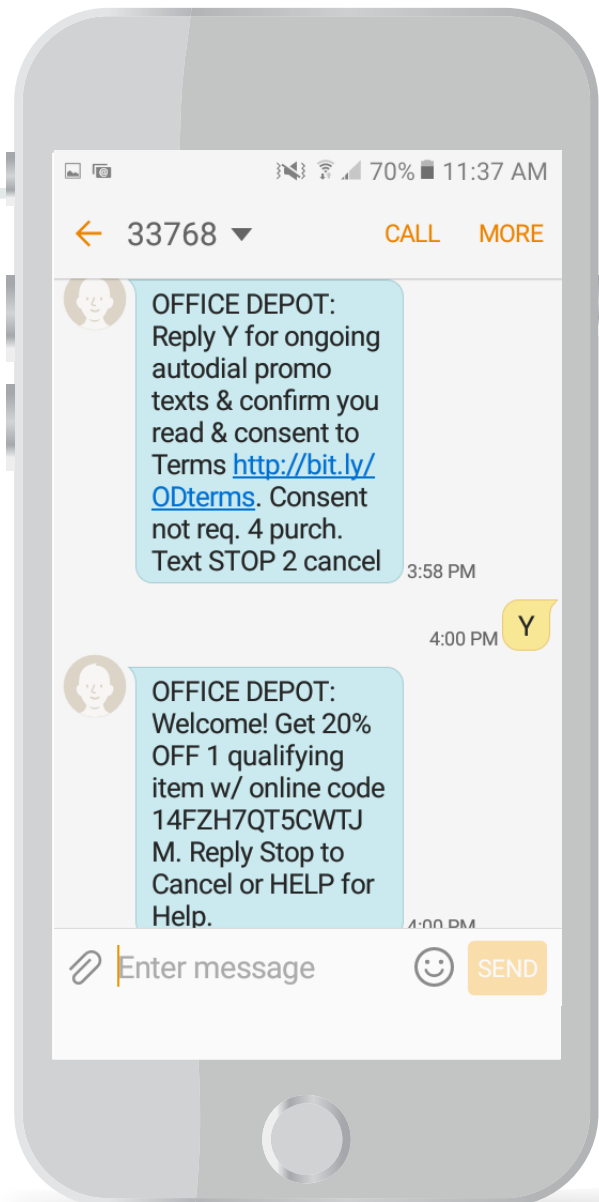 70% 11:37 AM
33768 CALL MORE
OFFICE DEPOT:
Reply Y for ongoing
autodial promo
texts & confirm you
read & consent to
Terms http://bit.ly/
ODterms. Consent
not req. 4 purch.
Text STOP 2 cancel
3:58 PM
Y
4:00 PM
OFFICE DEPOT:
Welcome! Get 20%
OFF 1 qualifying
item w/ online code
14FZH7QT5CWTJ
M. Reply Stop to
Cancel or HELP for
Help.
4:00 PM
Enter message SEND